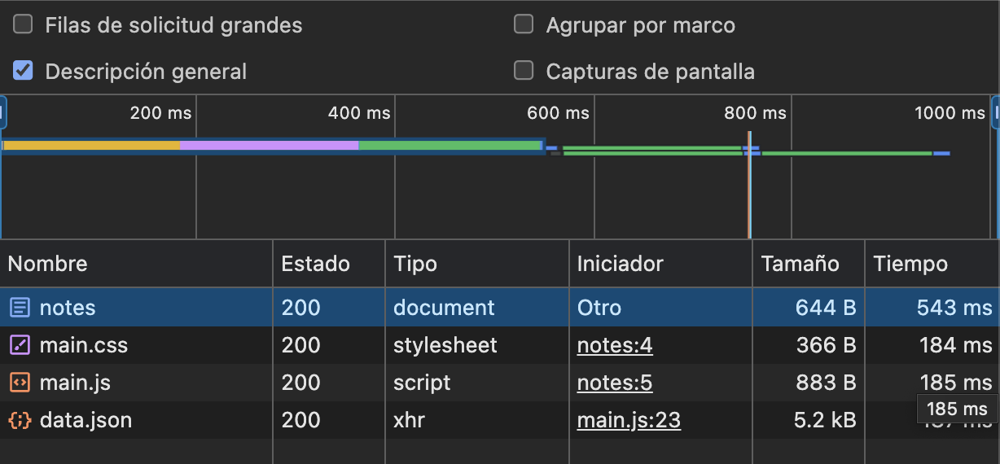 Filas de solicitud grandes Agrupar por marco
Descripción general Capturas de pantalla
200 ms 400 ms 600 ms 800 ms 1000 ms
Nombre Estado Tipo Iniciador Tamaño Tiempo
notes 200 document Otro 644 B 543 ms
main.css 200 stylesheet notes:4 366 B 184 ms
main.js 200 script notes:5 883 B 185 ms
185 ms
data.json 200 xhr main.js:23 5.2 kB ms